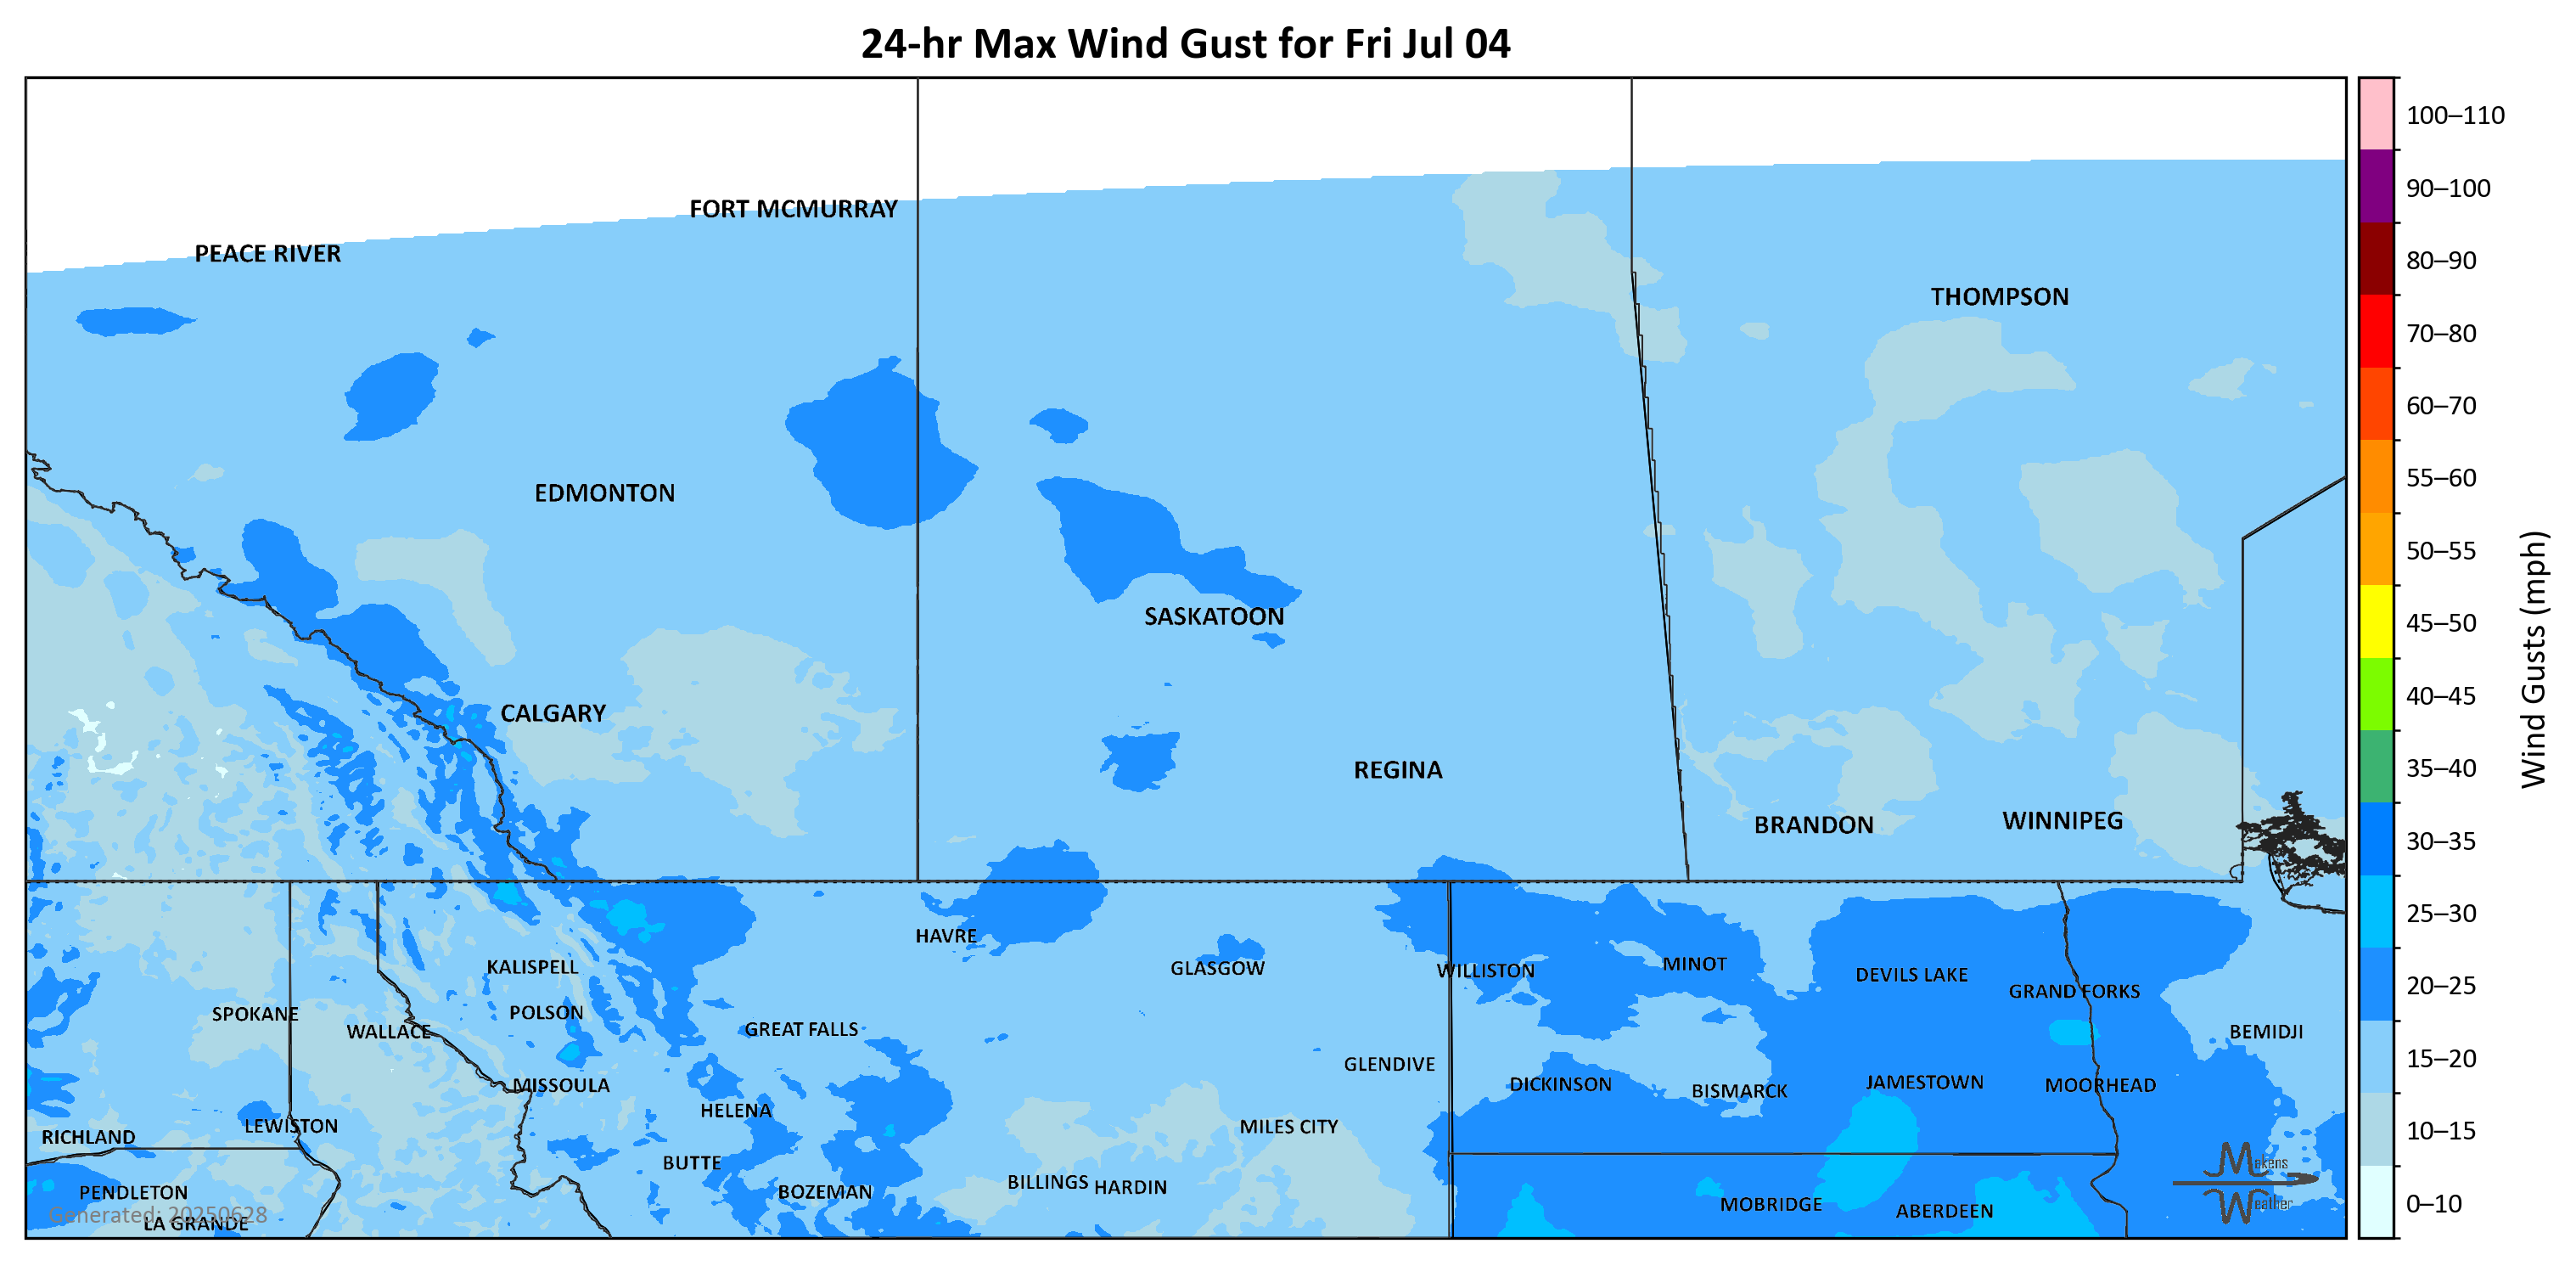 24-hr Max Wind Gust for Fri Jul 04
100–110
90–100
80–90
70–80
60–70
55–60
50–55
45–50
40–45
35–40
30–35
25–30
20–25
15–20
10–15
0–10
Wind Gusts (mph)
FORT MCMURRAY
PEACE RIVER
THOMPSON
EDMONTON
SASKATOON
CALGARY
REGINA
BRANDON
WINNIPEG
HAVRE
KALISPELL
GLASGOW
WILLISTON
MINOT
DEVILS LAKE
GRAND FORKS
SPOKANE
POLSON
WALLACE
GREAT FALLS
BEMIDJI
GLENDIVE
MISSOULA
DICKINSON
BISMARCK
JAMESTOWN
MOORHEAD
HELENA
LEWISTON
MILES CITY
RICHLAND
BUTTE
BILLINGS
HARDIN
PENDLETON
BOZEMAN
MOBRIDGE
ABERDEEN
Generated: 20250628
LA GRANDE
Makens
Weather